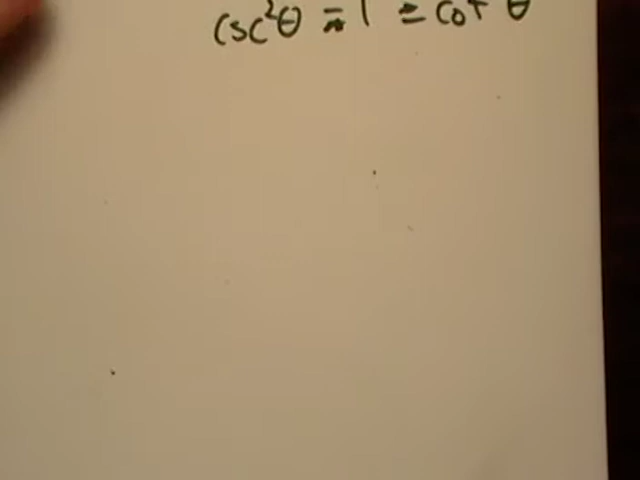 csc²θ = 1 = cot θ